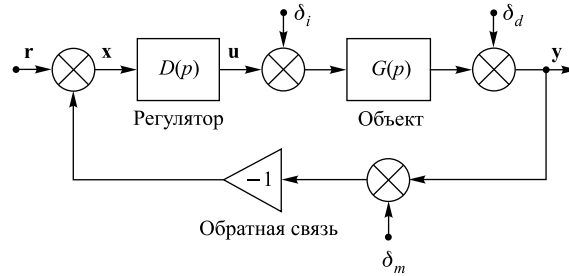 δi δd
r x D(p) u G(p) y
Регулятор Объект
−1
Обратная связь
δm